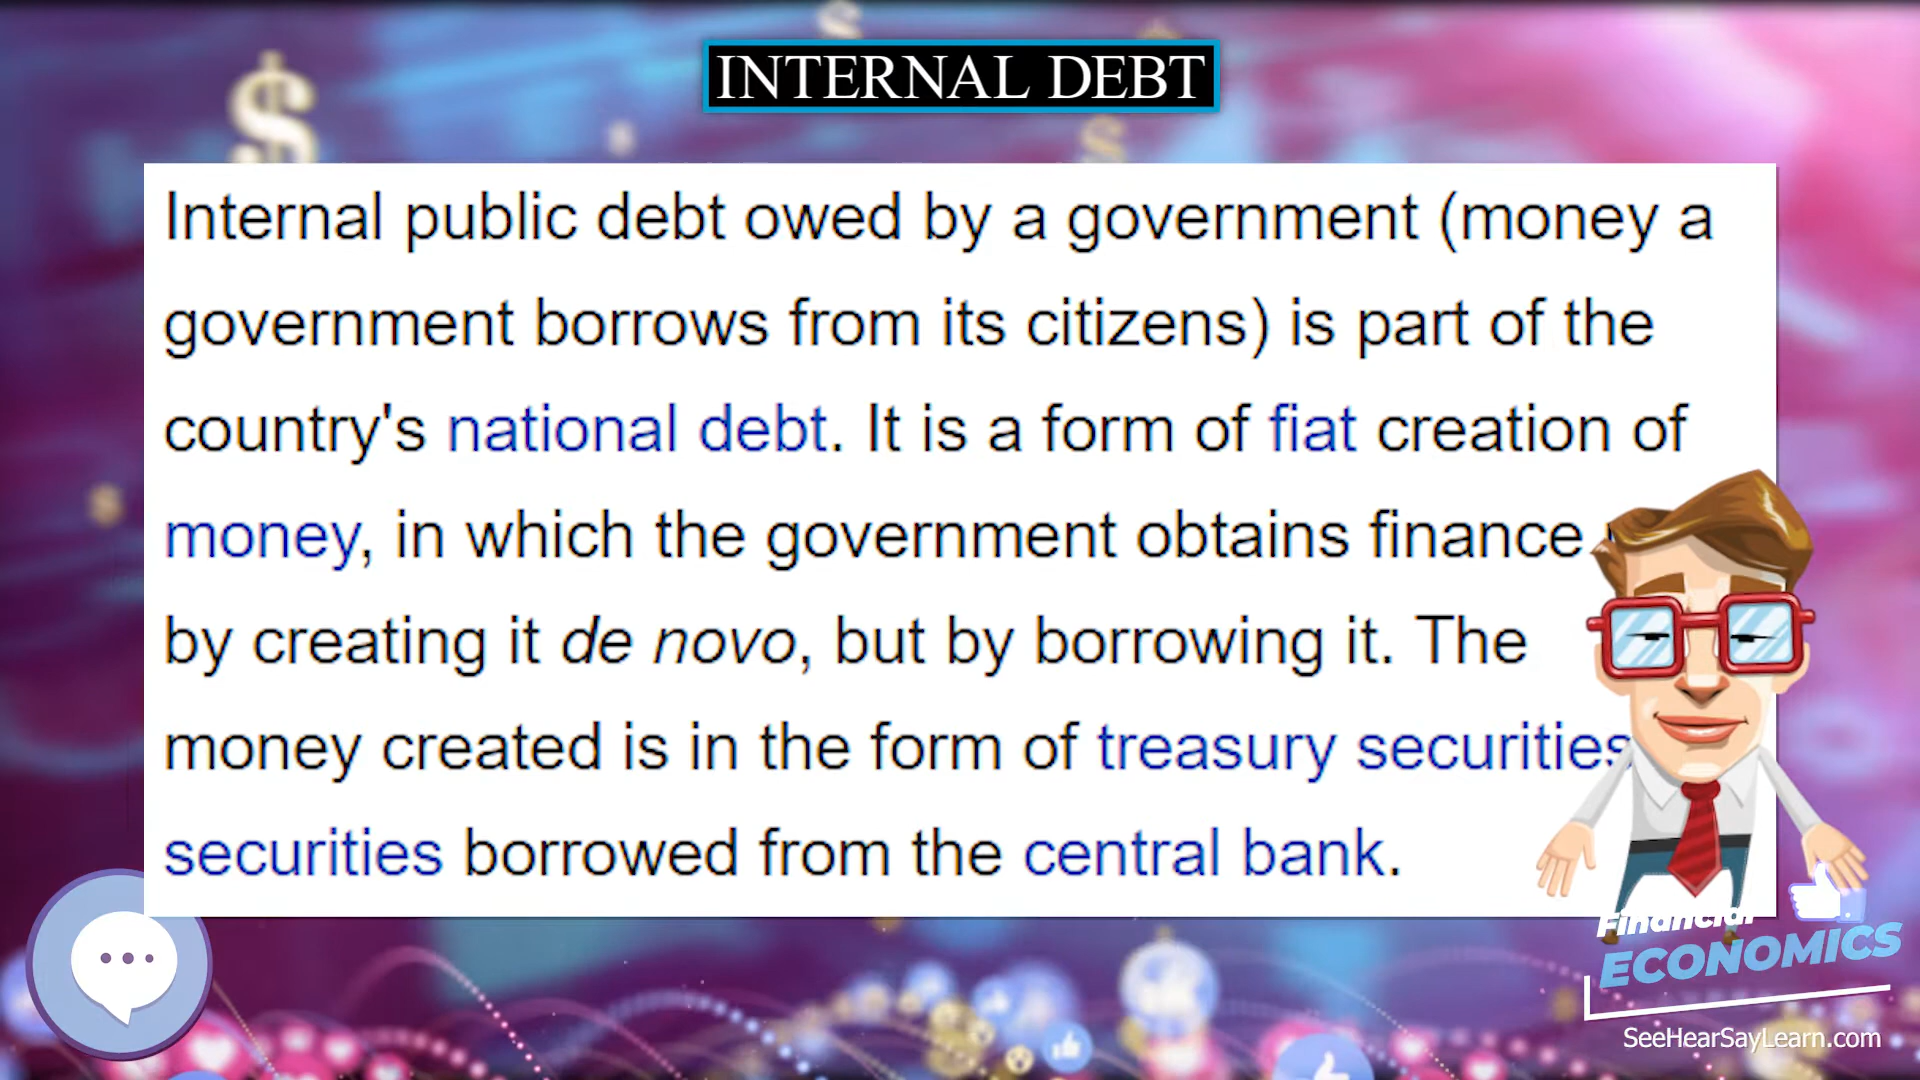 INTERNAL DEBT
Internal public debt owed by a government (money a
government borrows from its citizens) is part of the
country's national debt. It is a form of fiat creation of
money, in which the government obtains finance
by creating it de novo, but by borrowing it. The
money created is in the form of treasury securities
securities borrowed from the central bank.
Financial
ECONOMICS
SeeHearSayLearn.com